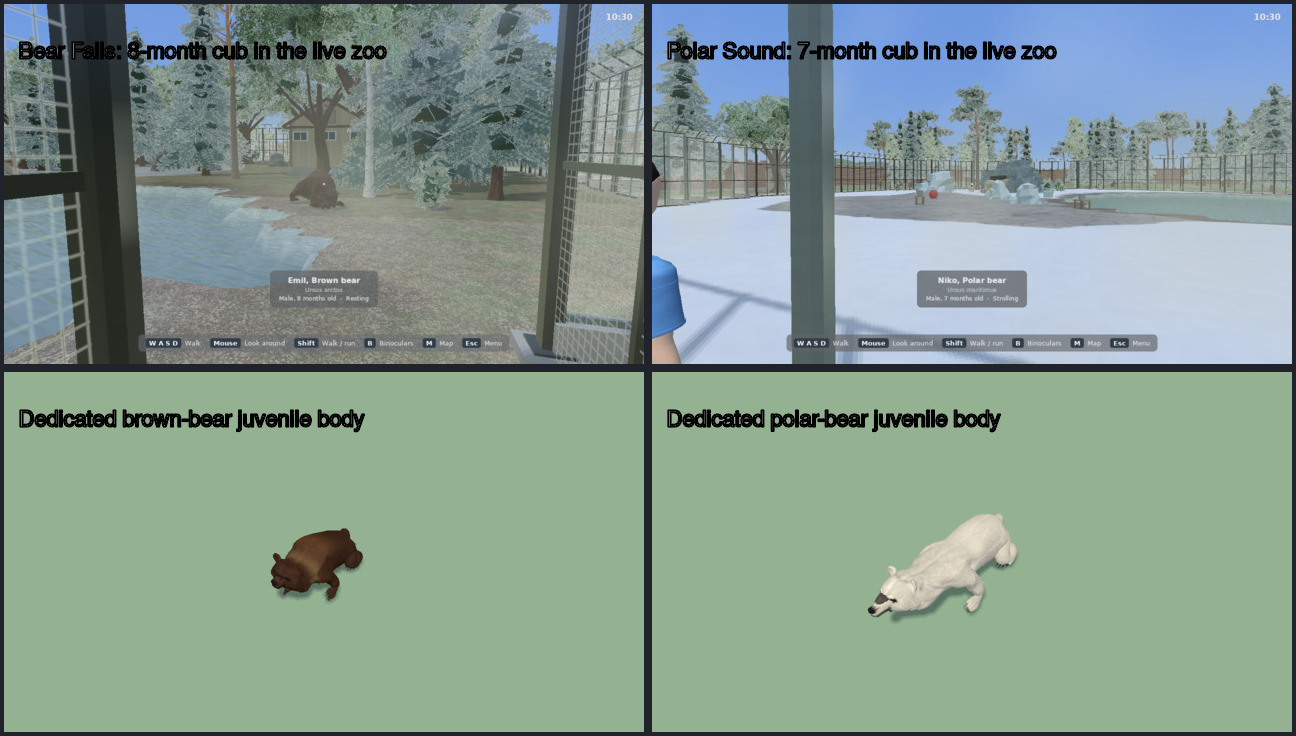 10:30
Bear Falls: 8-month cub in the live zoo
Emil, Brown bear
Ursus arctos
Male, 8 months old - Resting
W A S D Walk Mouse Look around Shift Walk / run B Binoculars M Map Esc Menu
10:30
Polar Sound: 7-month cub in the live zoo
Niko, Polar bear
Ursus maritimus
Male, 7 months old - Strolling
W A S D Walk Mouse Look around Shift Walk / run B Binoculars M Map Esc Menu
Dedicated brown-bear juvenile body
Dedicated polar-bear juvenile body